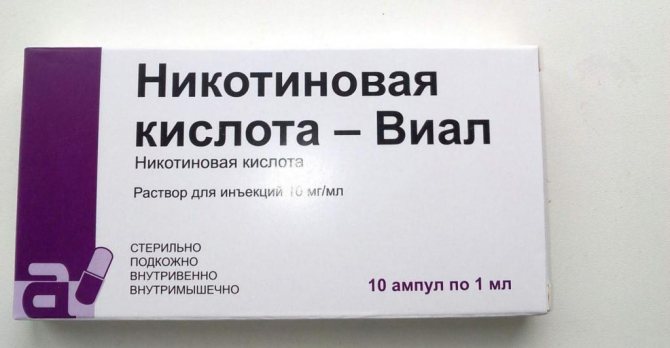 Никотиновая
кислота – Виал
Никотиновая кислота
Раствор для инъекций 10 мг/мл
СТЕРИЛЬНО
ПОДКОЖНО
ВНУТРИВЕННО
ВНУТРИМЫШЕЧНО
10 ампул по 1 мл
a